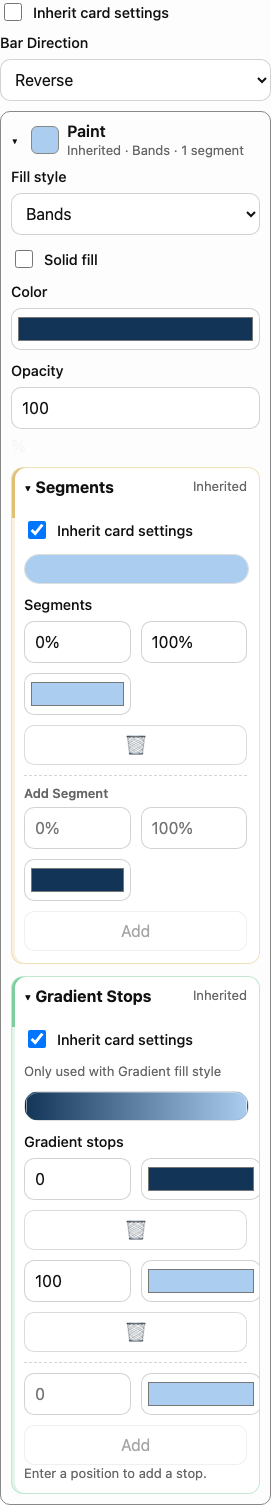 Inherit card settings
Bar Direction
Reverse
Paint
Inherited · Bands · 1 segment
Fill style
Bands
Solid fill
Color
Opacity
100
%
Segments Inherited
Inherit card settings
Segments
0% 100%
Add Segment
0% 100%
Add
Gradient Stops Inherited
Inherit card settings
Only used with Gradient fill style
Gradient stops
0
100
0
Add
Enter a position to add a stop.